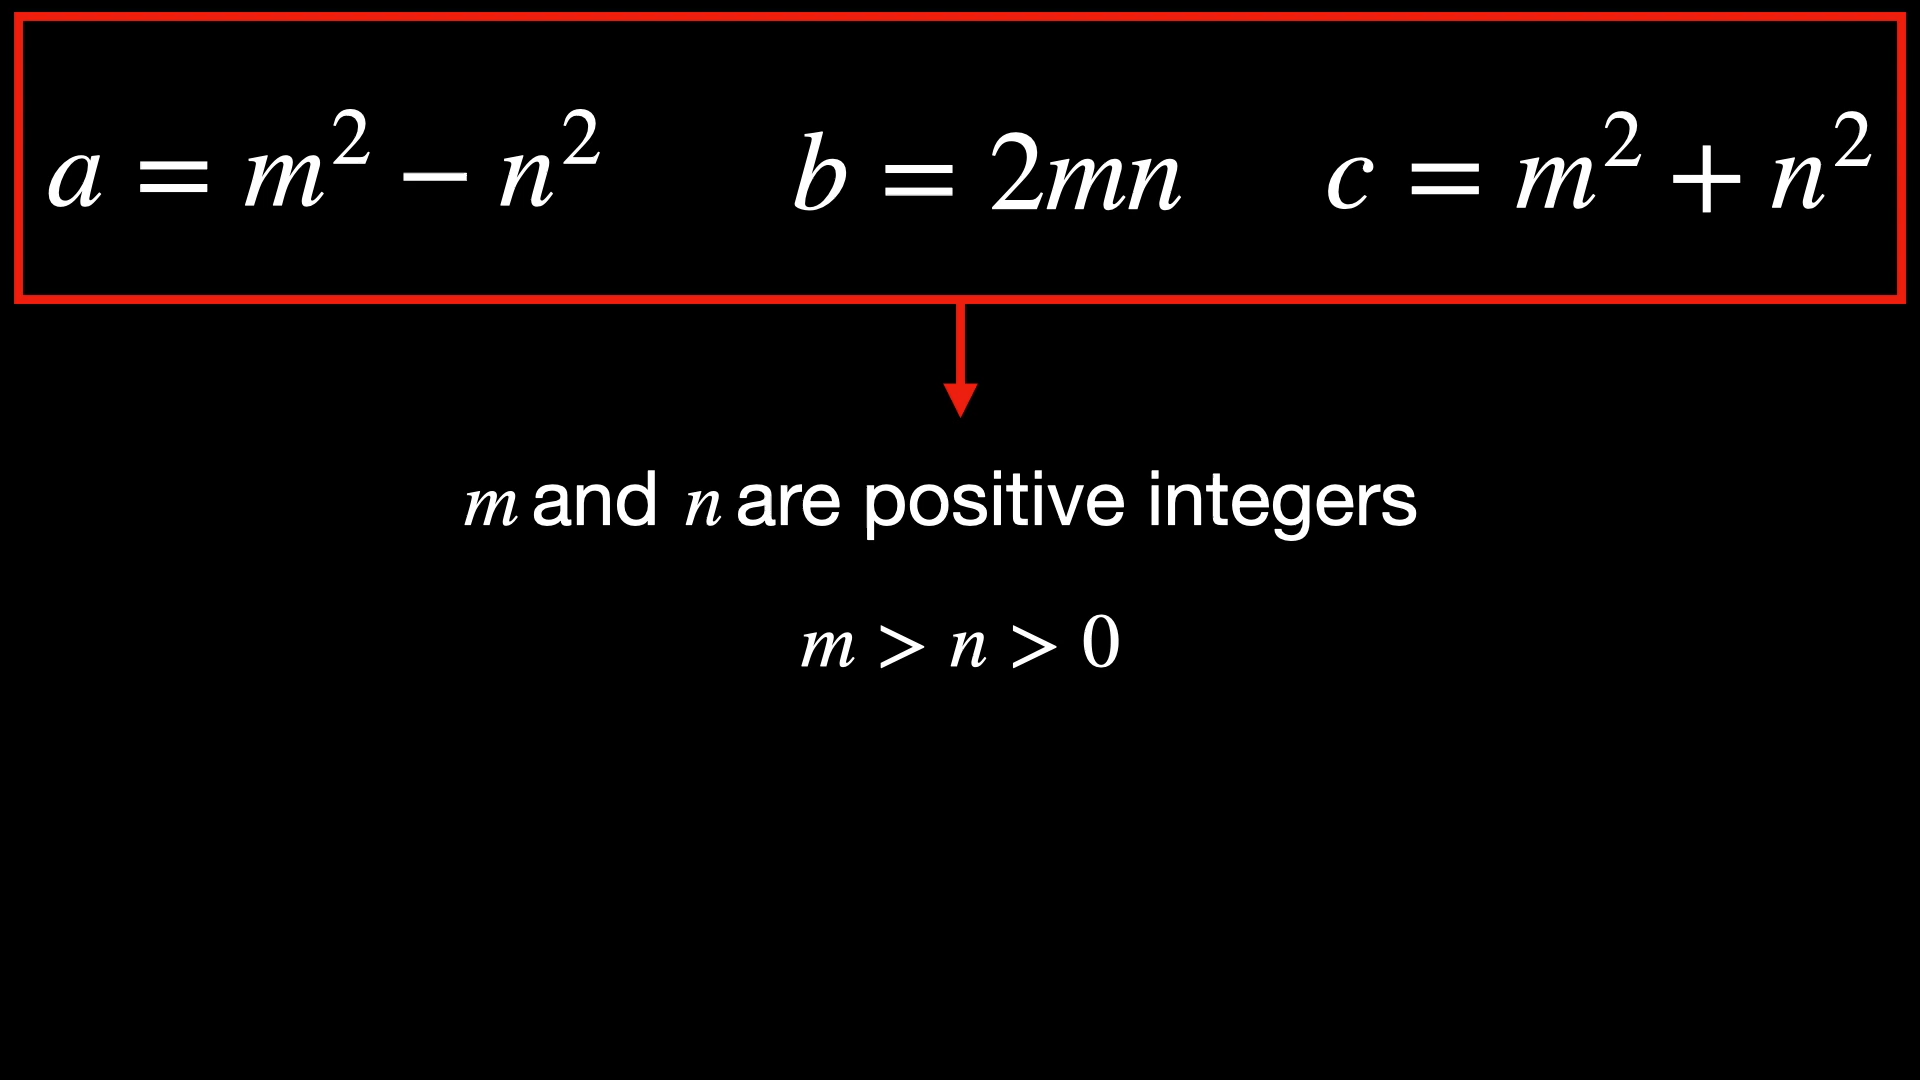 a = m² − n² b = 2mn c = m² + n²
m and n are positive integers
m > n > 0